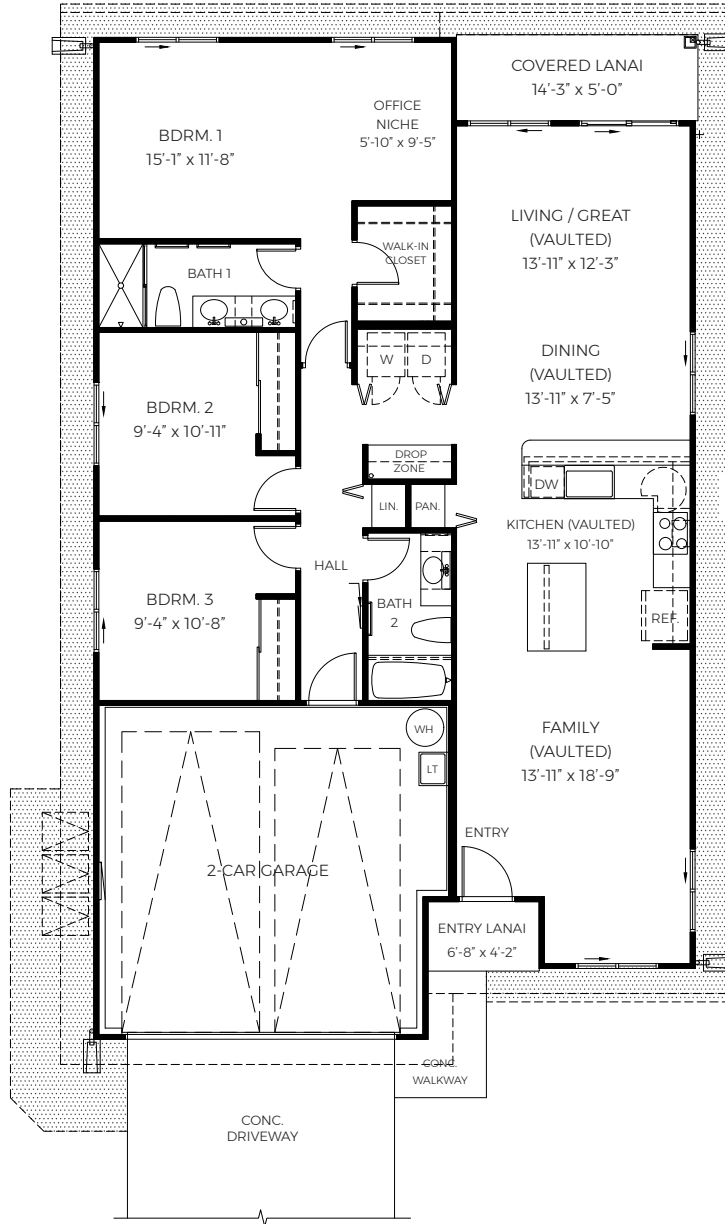 COVERED LANAI
14'-3" x 5'-0"
OFFICE
NICHE
5'-10" x 9'-5"
BDRM. 1
15'-1" x 11'-8"
LIVING / GREAT
(VAULTED)
13'-11" x 12'-3"
WALK-IN
CLOSET
BATH 1
W
D
DINING
(VAULTED)
13'-11" x 7'-5"
BDRM. 2
9'-4" x 10'-11"
DROP
ZONE
DW
LIN.
PAN.
KITCHEN (VAULTED)
13'-11" x 10'-10"
HALL
BDRM. 3
9'-4" x 10'-8"
BATH
2
REF.
WH
LT
FAMILY
(VAULTED)
13'-11" x 18'-9"
ENTRY
2-CAR GARAGE
ENTRY LANAI
6'-8" x 4'-2"
CONC.
WALKWAY
CONC.
DRIVEWAY